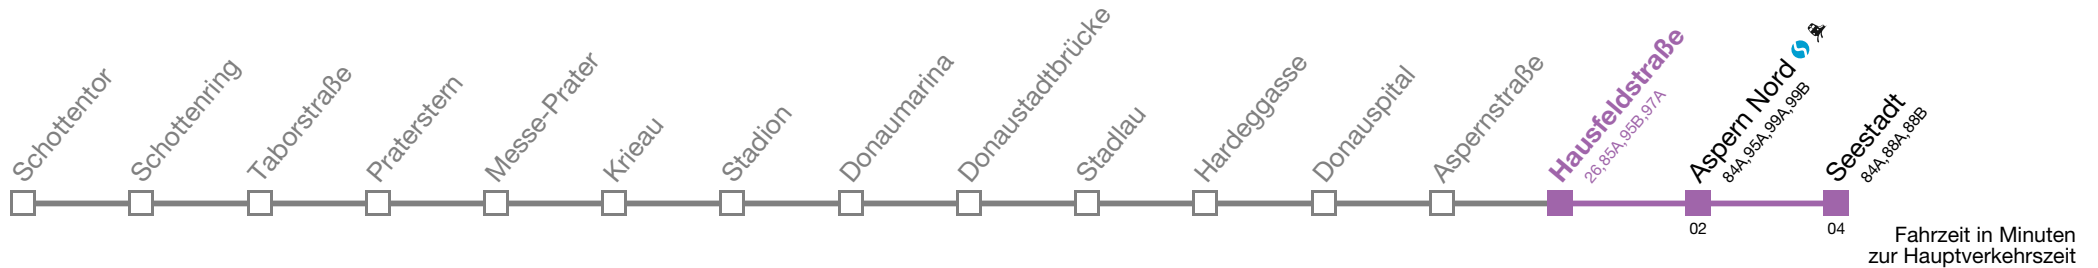 Schottentor
Schottenring
Taborstraße
Praterstern
Messe-Prater
Krieau
Stadion
Donaumarina
Donaustadtbrücke
Stadlau
Hardeggasse
Donauspital
Aspernstraße
Hausfeldstraße
26,85A,95B,97A
Aspern Nord
84A,95A,99A,99B
Seestadt
84A,88A,88B
02
04
Fahrzeit in Minuten
zur Hauptverkehrszeit